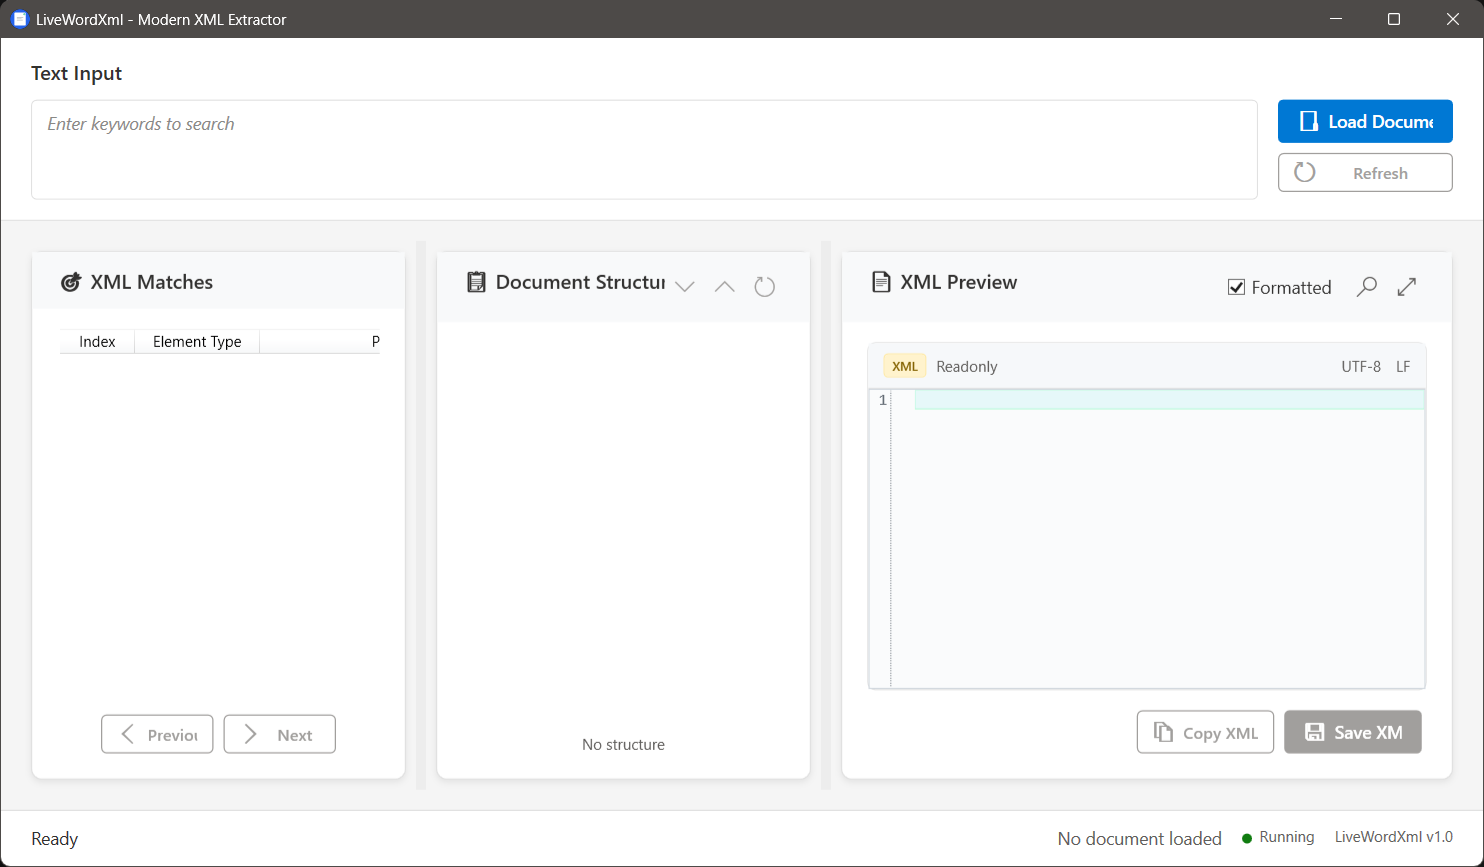 LiveWordXml - Modern XML Extractor
Text Input
Enter keywords to search
Load Docume
Refresh
XML Matches
Index Element Type P
Previou
Next
Document Structur
No structure
XML Preview
Formatted
XML Readonly UTF-8 LF
1
Copy XML
Save XM
Ready
No document loaded
Running
LiveWordXml v1.0